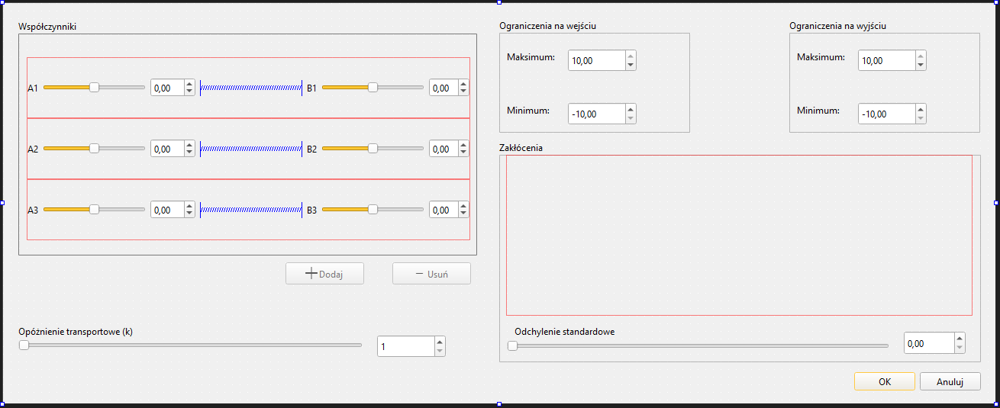 Współczynniki
A1 0,00 B1 0,00
A2 0,00 B2 0,00
A3 0,00 B3 0,00
Dodaj Usuń
Opóźnienie transportowe (k)
1
Ograniczenia na wejściu
Maksimum: 10,00
Minimum: -10,00
Ograniczenia na wyjściu
Maksimum: 10,00
Minimum: -10,00
Zakłócenia
Odchylenie standardowe
0,00
OK Anuluj